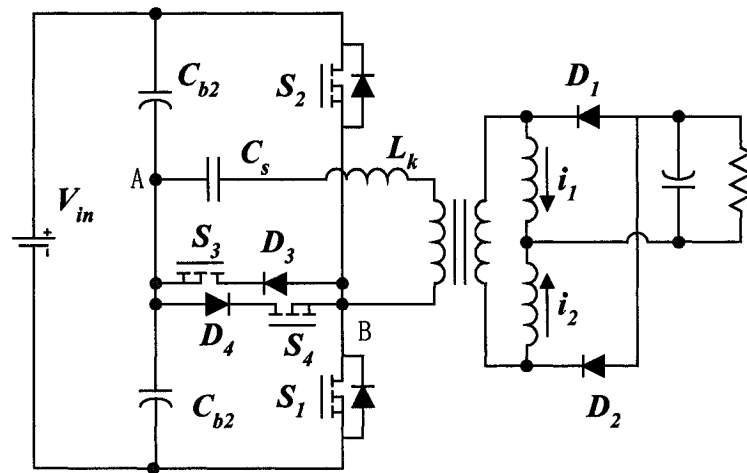 C_b2
S_2
D_1
A
C_s
L_k
V_in
+
-
i_1
S_3
D_3
D_4
S_4
B
i_2
C_b2
S_1
D_2